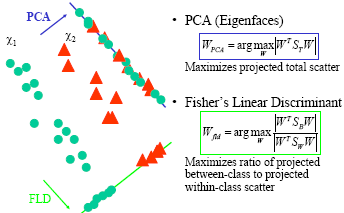 PCA
χ₁
χ₂
FLD
• PCA (Eigenfaces)
W_PCA = arg max_W |W^T S_T W|
Maximizes projected total scatter
• Fisher's Linear Discriminant
W_fld = arg max_W |W^T S_B W| / |W^T S_W W|
Maximizes ratio of projected
between-class to projected
within-class scatter